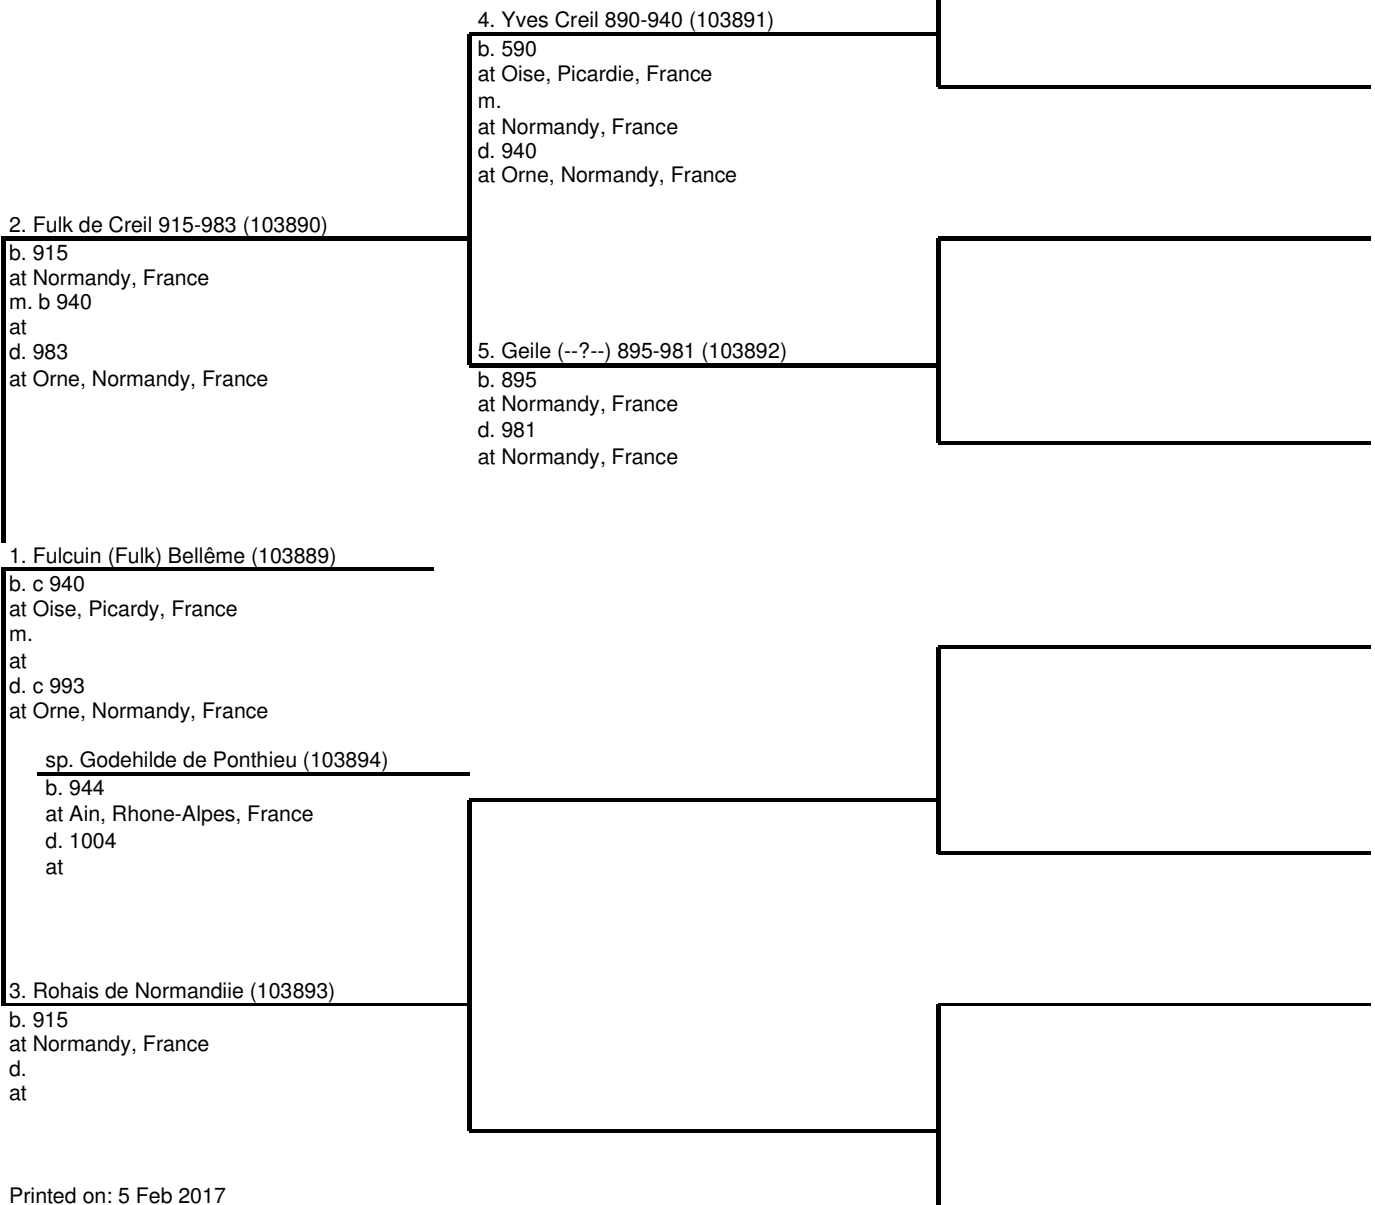 4. Yves Creil 890-940 (103891)
b. 590
at Oise, Picardie, France
m.
at Normandy, France
d. 940
at Orne, Normandy, France
2. Fulk de Creil 915-983 (103890)
b. 915
at Normandy, France
m. b 940
at
d. 983
at Orne, Normandy, France
5. Geile (--?--) 895-981 (103892)
b. 895
at Normandy, France
d. 981
at Normandy, France
1. Fulcuin (Fulk) Bellême (103889)
b. c 940
at Oise, Picardy, France
m.
at
d. c 993
at Orne, Normandy, France
sp. Godehilde de Ponthieu (103894)
b. 944
at Ain, Rhone-Alpes, France
d. 1004
at
3. Rohais de Normandiie (103893)
b. 915
at Normandy, France
d.
at
Printed on: 5 Feb 2017